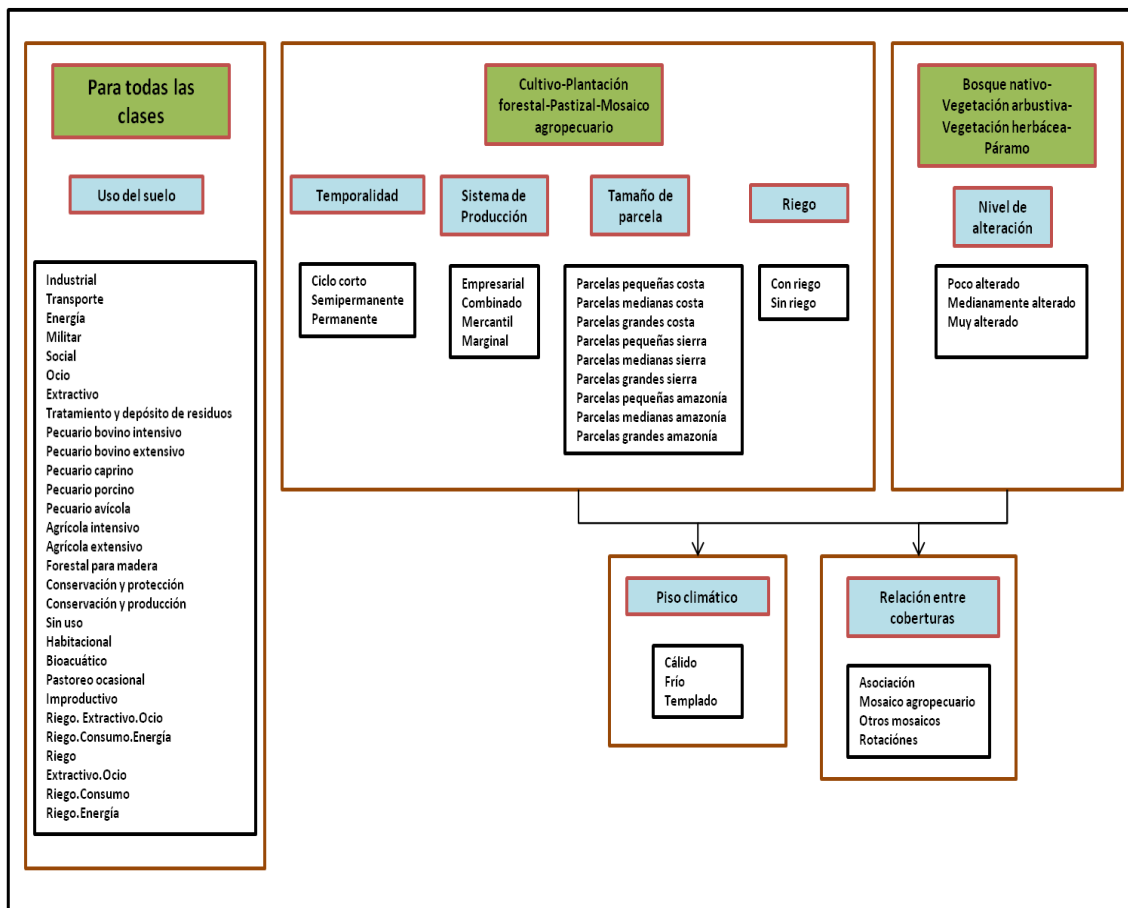 Para todas las
clases
Uso del suelo
Industrial
Transporte
Energía
Militar
Social
Ocio
Extractivo
Tratamiento y depósito de residuos
Pecuario bovino intensivo
Pecuario bovino extensivo
Pecuario caprino
Pecuario porcino
Pecuario avícola
Agrícola intensivo
Agrícola extensivo
Forestal para madera
Conservación y protección
Conservación y producción
Sin uso
Habitacional
Bioacuático
Pastoreo ocasional
Improductivo
Riego. Extractivo.Ocio
Riego.Consumo.Energía
Riego
Extractivo.Ocio
Riego.Consumo
Riego.Energía
Cultivo-Plantación
forestal-Pastizal-Mosaico
agropecuario
Temporalidad
Ciclo corto
Semipermanente
Permanente
Sistema de
Producción
Empresarial
Combinado
Mercantil
Marginal
Tamaño de
parcela
Parcelas pequeñas costa
Parcelas medianas costa
Parcelas grandes costa
Parcelas pequeñas sierra
Parcelas medianas sierra
Parcelas grandes sierra
Parcelas pequeñas amazonía
Parcelas medianas amazonía
Parcelas grandes amazonía
Riego
Con riego
Sin riego
Bosque nativo-
Vegetación arbustiva-
Vegetación herbácea-
Páramo
Nivel de
alteración
Poco alterado
Medianamente alterado
Muy alterado
Piso climático
Cálido
Frío
Templado
Relación entre
coberturas
Asociación
Mosaico agropecuario
Otros mosaicos
Rotaciónes